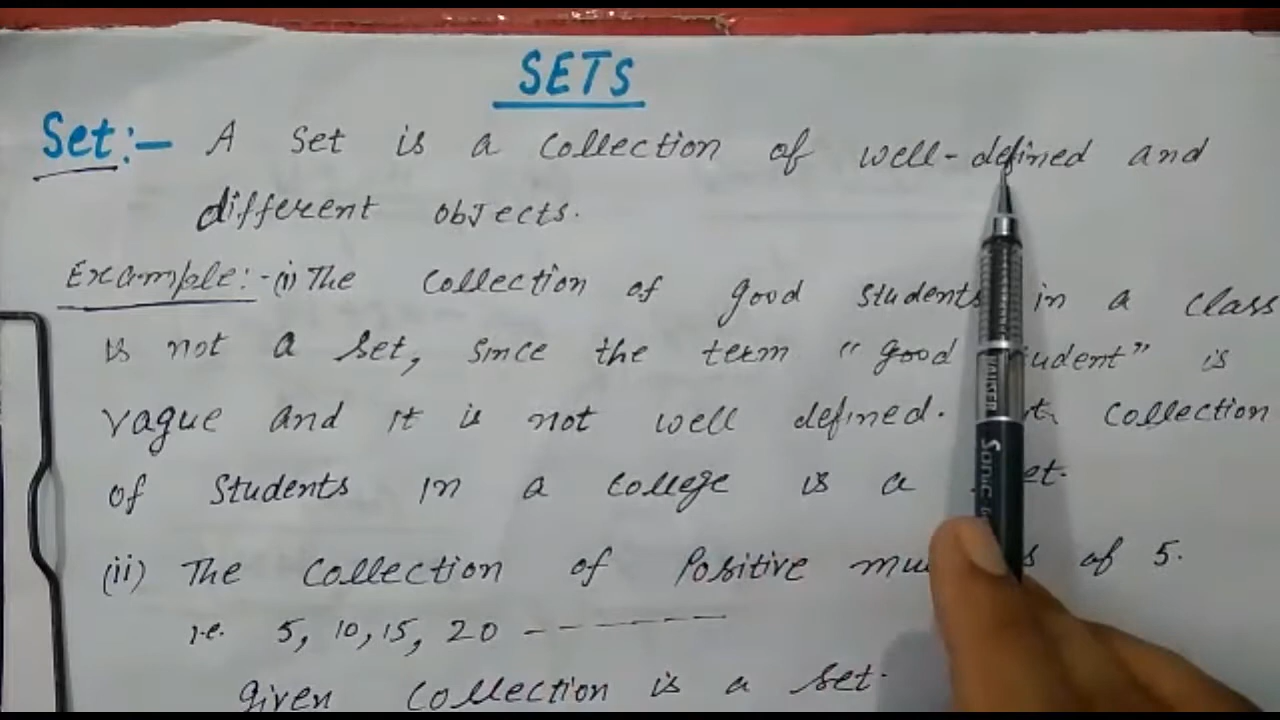 SETS
Set:- A set is a collection of well-defined and
different objects.
Example:-(i) The collection of good students in a class
is not a set, since the term "good udent" is
vague and it is not well defined. collection
of students in a college is a et.
(ii) The collection of Positive mu s of 5.
i.e. 5, 10, 15, 20 -------
given collection is a set.
Sonic